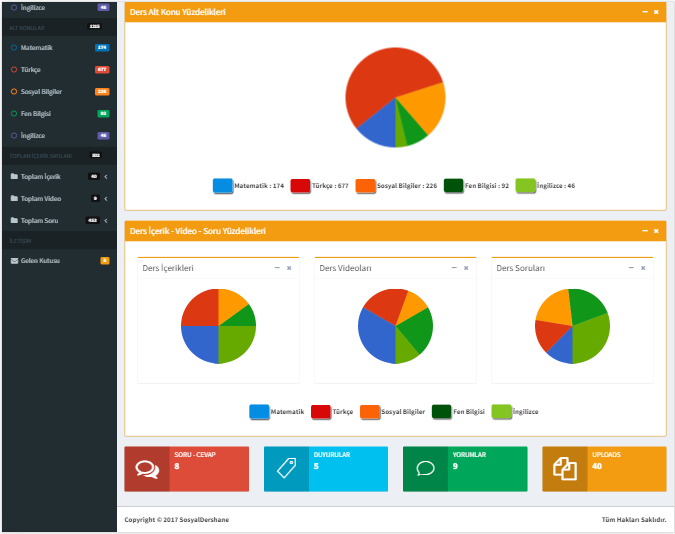 İngilizce 46
ALT KONULAR 1215
Matematik 174
Türkçe 677
Sosyal Bilgiler 226
Fen Bilgisi 92
İngilizce 46
TOPLAM İÇERİK SAYILARI
Toplam İçerik 40
Toplam Video 9
Toplam Soru 452
İLETİŞİM
Gelen Kutusu
Ders Alt Konu Yüzdelikleri
Matematik : 174 Türkçe : 677 Sosyal Bilgiler : 226 Fen Bilgisi : 92 İngilizce : 46
Ders İçerik - Video - Soru Yüzdelikleri
Ders İçerikleri
Ders Videoları
Ders Soruları
Matematik Türkçe Sosyal Bilgiler Fen Bilgisi İngilizce
SORU - CEVAP
8
DUYURULAR
5
YORUMLAR
9
UPLOADS
40
Copyright © 2017 SosyalDershane
Tüm Hakları Saklıdır.